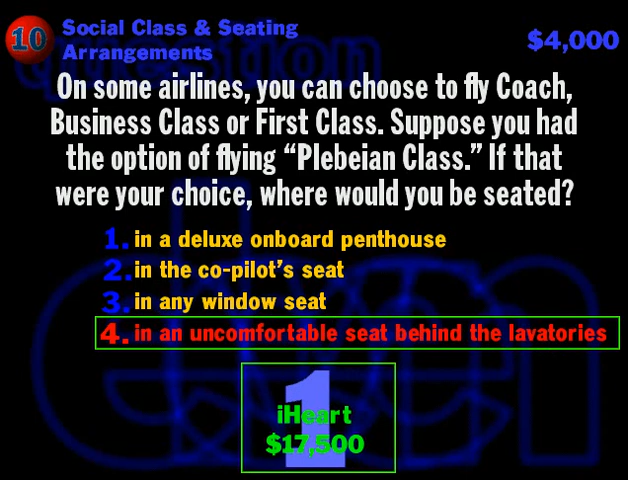 10
Social Class & Seating
Arrangements
$4,000
question
On some airlines, you can choose to fly Coach,
Business Class or First Class. Suppose you had
the option of flying “Plebeian Class.” If that
were your choice, where would you be seated?
1. in a deluxe onboard penthouse
2. in the co-pilot’s seat
3. in any window seat
4. in an uncomfortable seat behind the lavatories
1
iHeart
$17,500